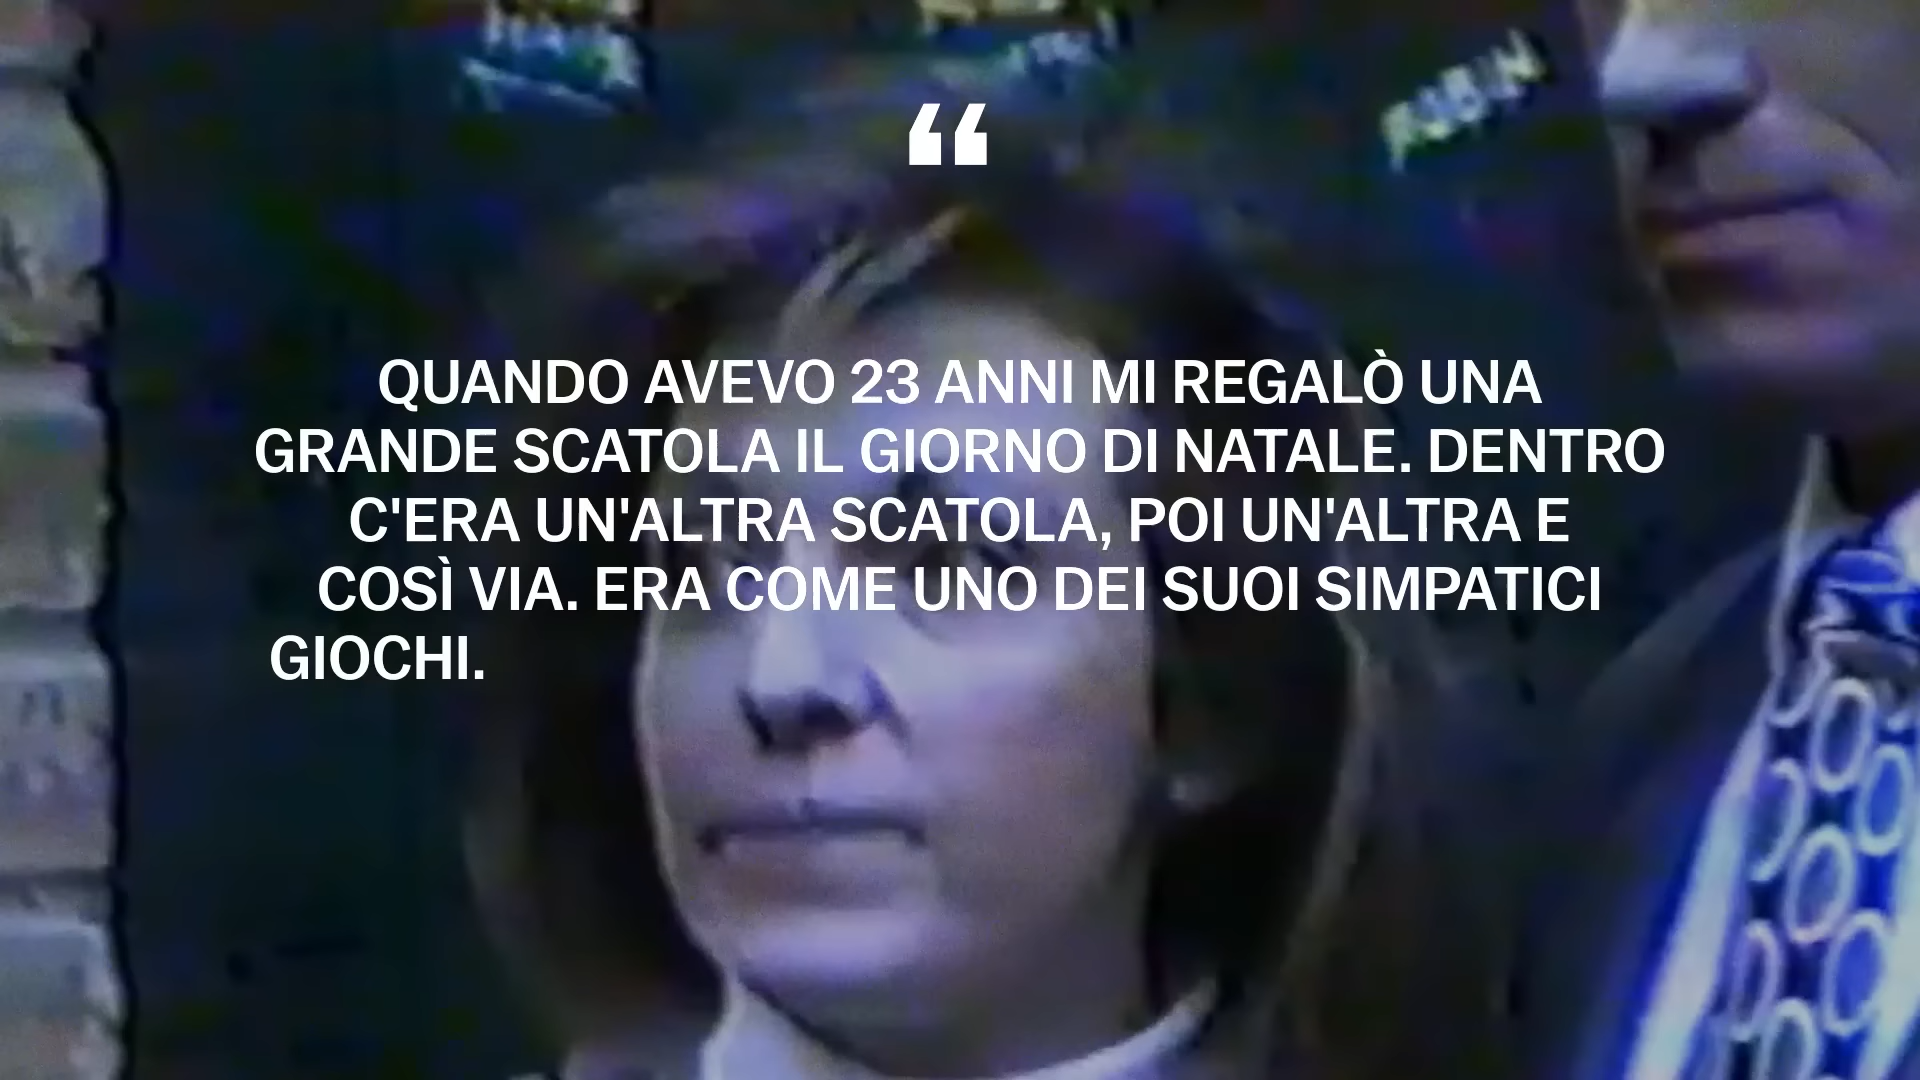 “
QUANDO AVEVO 23 ANNI MI REGALÒ UNA
GRANDE SCATOLA IL GIORNO DI NATALE. DENTRO
C'ERA UN'ALTRA SCATOLA, POI UN'ALTRA E
COSÌ VIA. ERA COME UNO DEI SUOI SIMPATICI
GIOCHI.